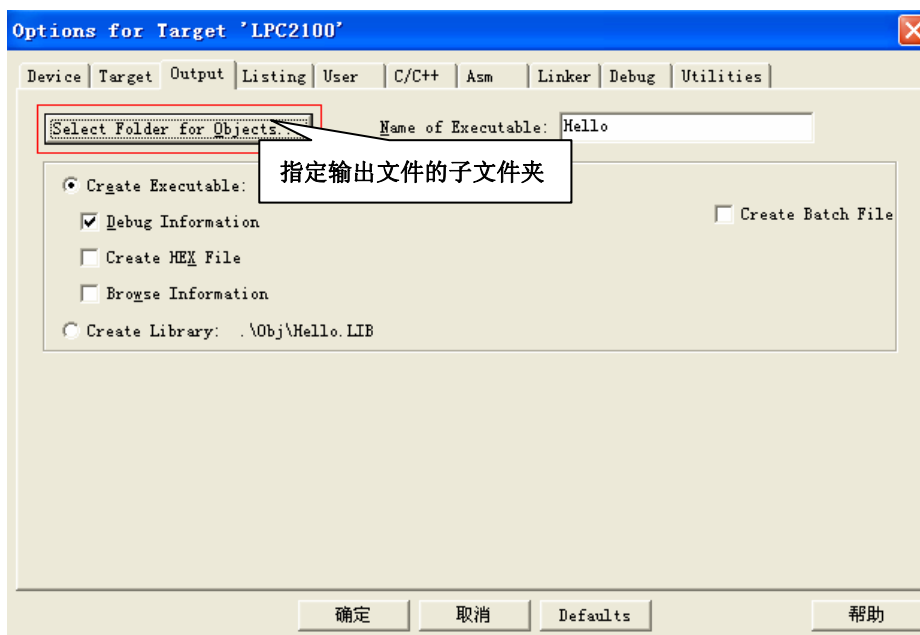 Options for Target 'LPC2100'
Device Target Output Listing User C/C++ Asm Linker Debug Utilities
Select Folder for Objects... Name of Executable: Hello
指定输出文件的子文件夹
Create Executable:
Debug Information
Create Batch File
Create HEX File
Browse Information
Create Library: .\Obj\Hello.LIB
确定 取消 Defaults 帮助